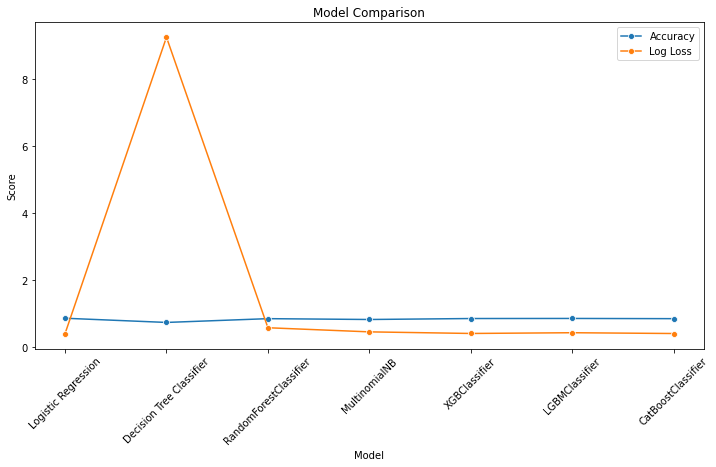 Model Comparison
Accuracy
Log Loss
Score
8
6
4
2
0
Logistic Regression
Decision Tree Classifier
RandomForestClassifier
MultinomialNB
XGBClassifier
LGBMClassifier
CatBoostClassifier
Model